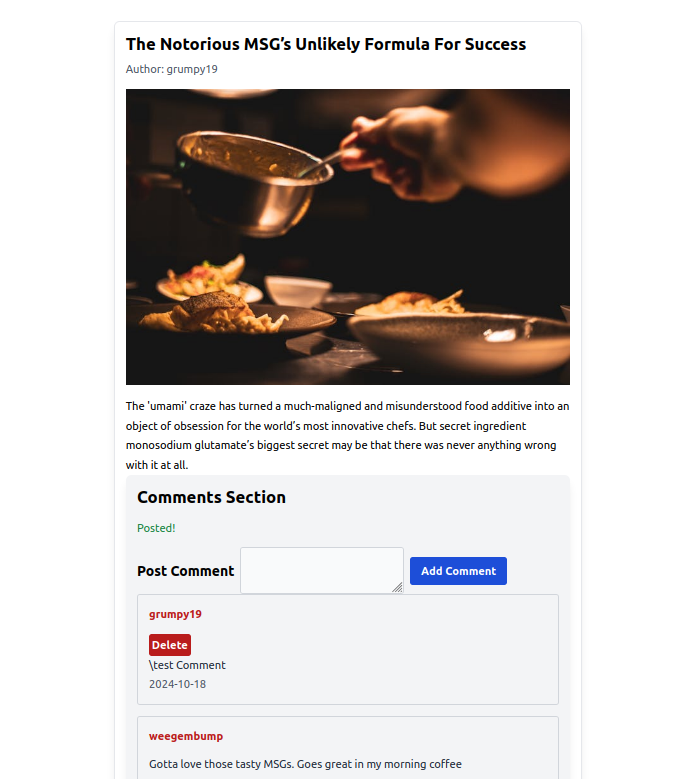 The Notorious MSG’s Unlikely Formula For Success
Author: grumpy19
The 'umami' craze has turned a much-maligned and misunderstood food additive into an
object of obsession for the world’s most innovative chefs. But secret ingredient
monosodium glutamate’s biggest secret may be that there was never anything wrong
with it at all.
Comments Section
Posted!
Post Comment
Add Comment
grumpy19
Delete
\test Comment
2024-10-18
weegembump
Gotta love those tasty MSGs. Goes great in my morning coffee